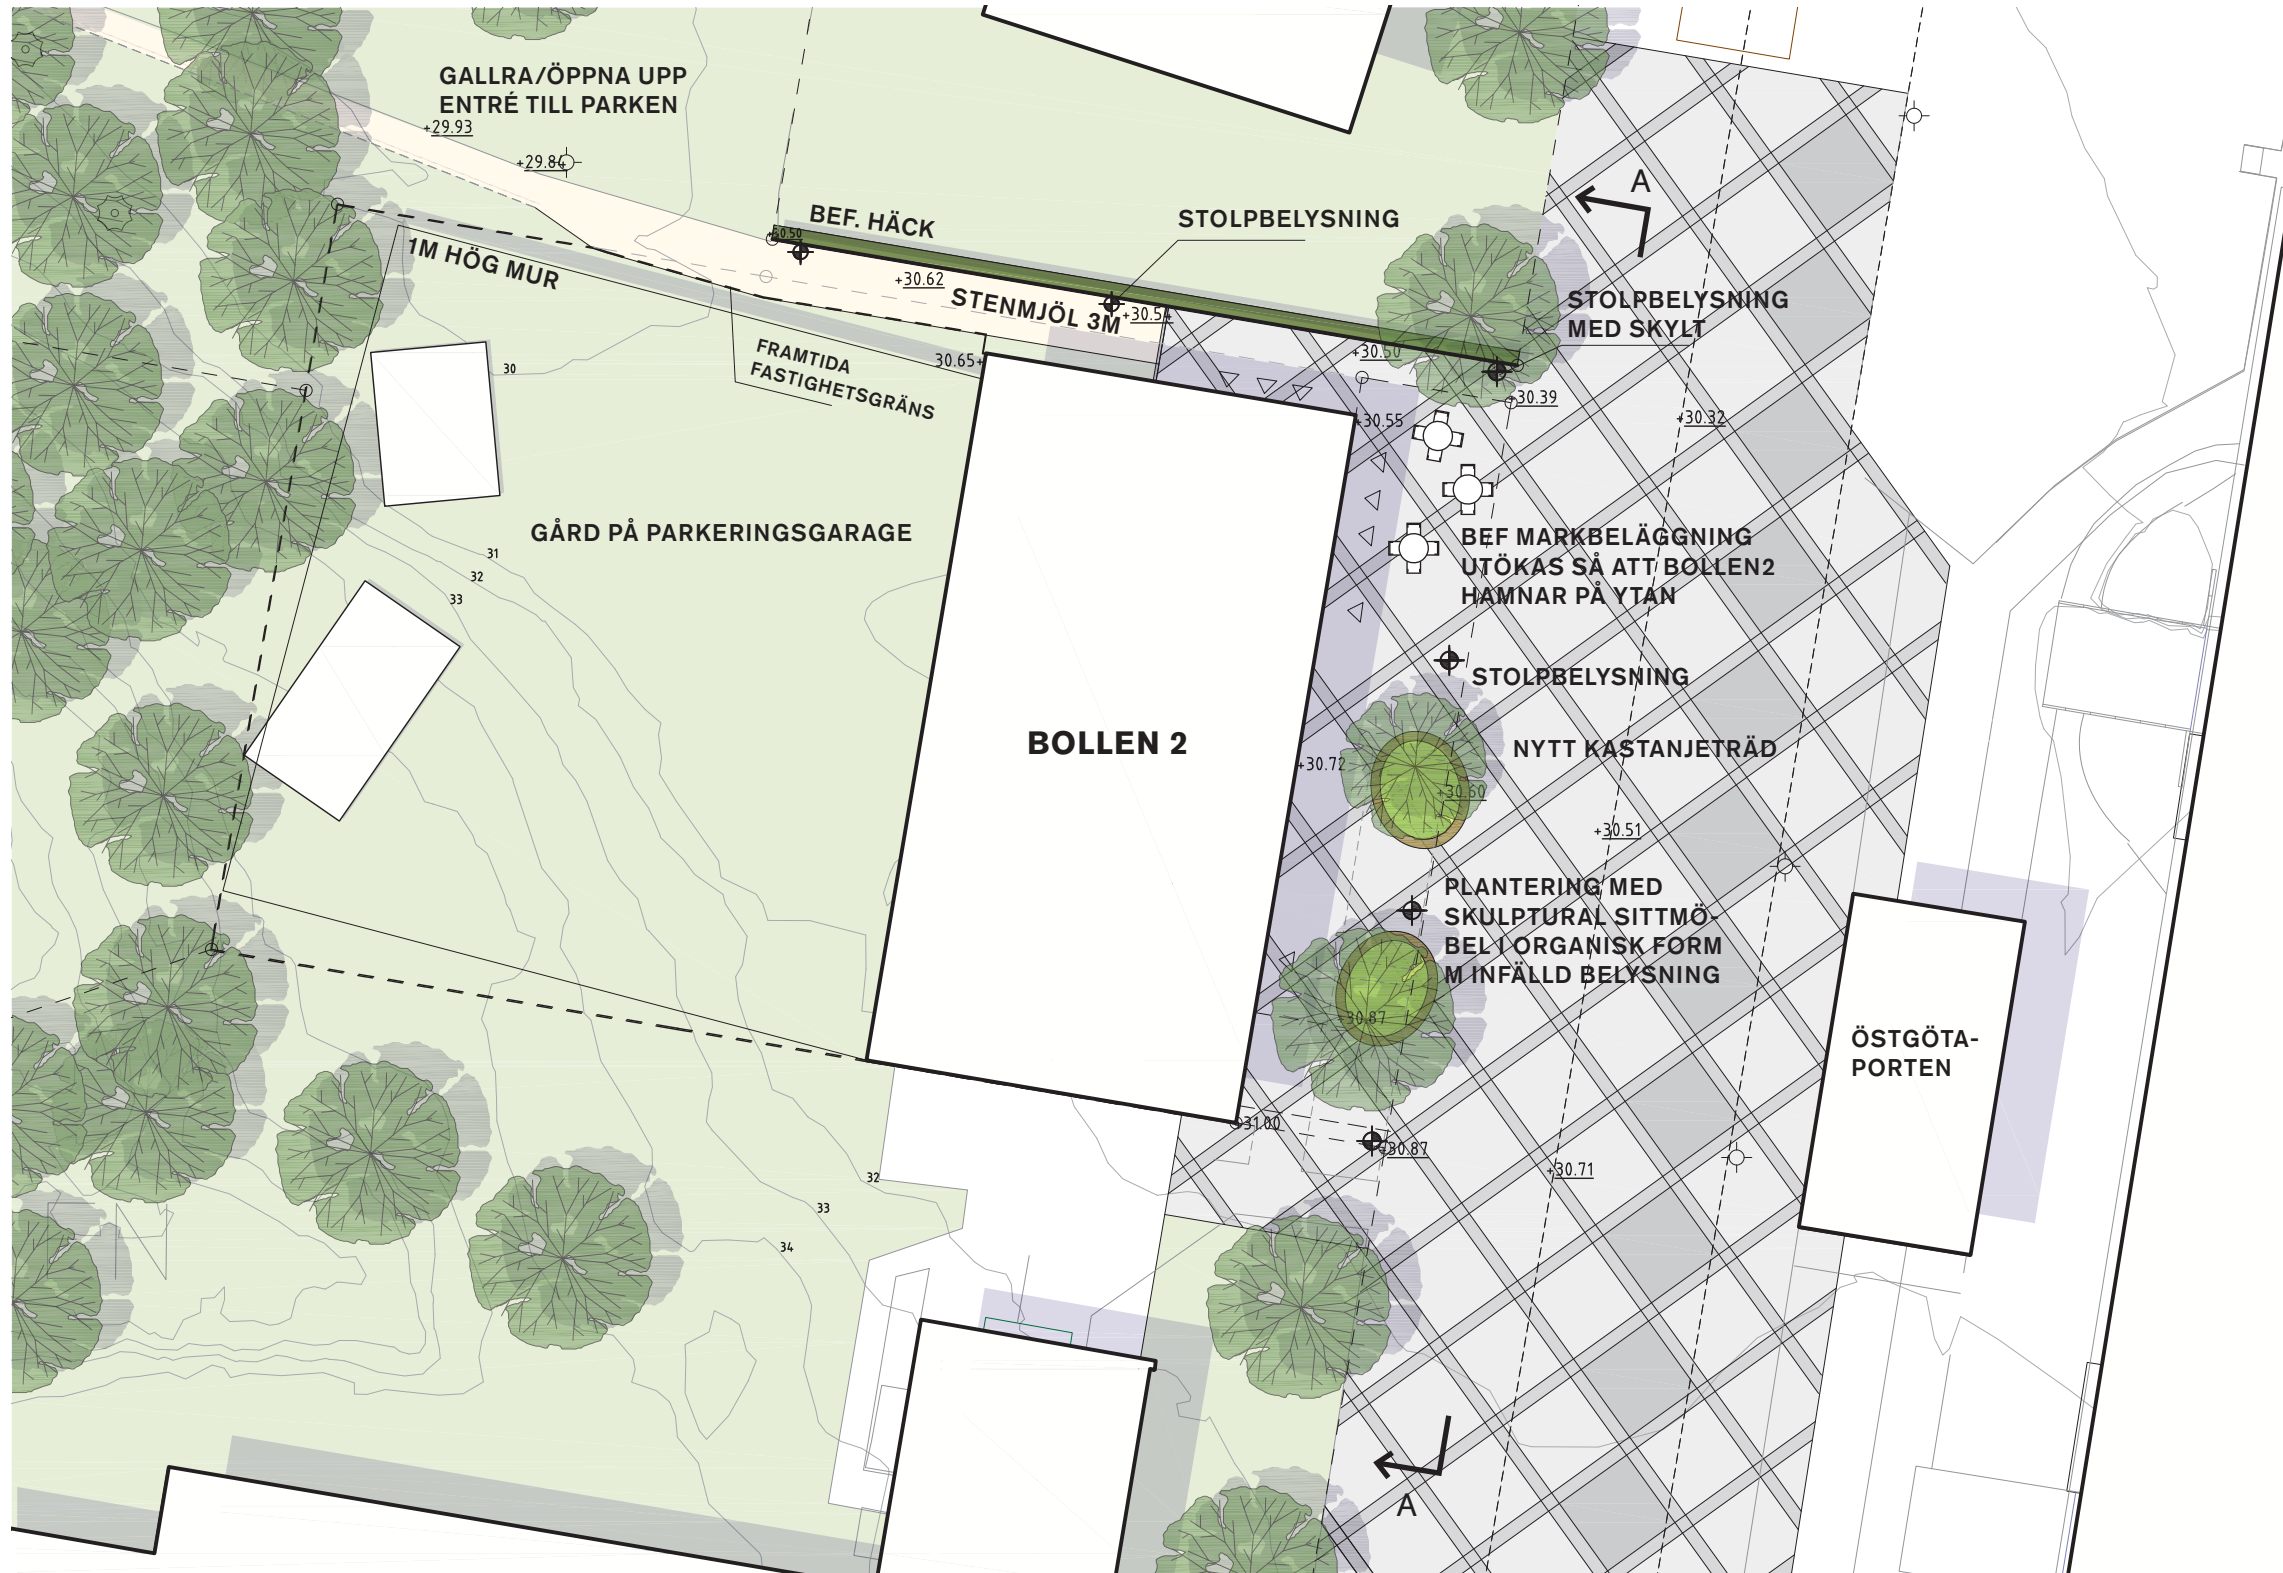 GALLRA/ÖPPNA UPP
ENTRÉ TILL PARKEN
+29.93
+29.84
A
BEF. HÄCK
STOLPBELYSNING
+30.50
1M HÖG MUR
+30.62
STENMJÖL 3M
+30.54
STOLPBELYSNING
MED SKYLT
FRAMTIDA
FASTIGHETSGRÄNS
30.65+
+30.50
30
+30.39
+30.32
+30.55
GÅRD PÅ PARKERINGSGARAGE
BEF MARKBELÄGGNING
UTÖKAS SÅ ATT BOLLEN2
HAMNAR PÅ YTAN
31
32
33
STOLPBELYSNING
BOLLEN 2
NYTT KASTANJETRÄD
+30.72
+30.60
+30.51
PLANTERING MED
SKULPTURAL SITTMÖ-
BEL I ORGANISK FORM
M INFÄLLD BELYSNING
+30.87
ÖSTGÖTA-
PORTEN
+31.00
+30.87
+30.71
32
33
34
A